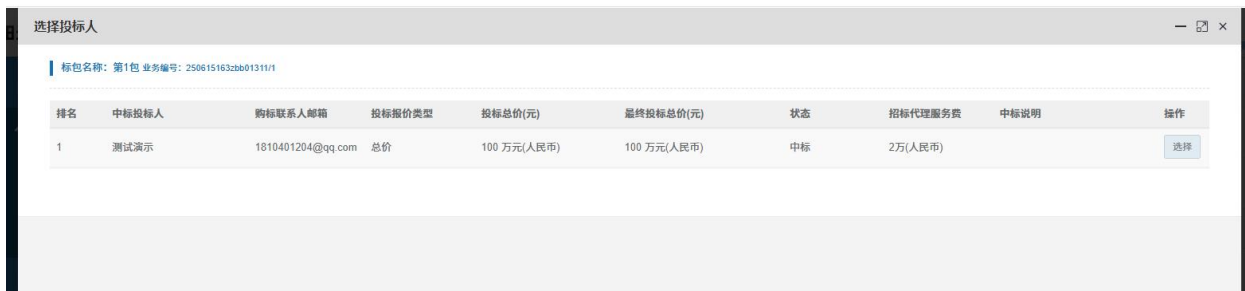 选择投标人
标包名称：第1包 业务编号：250615163zbb01311/1
排名 中标投标人 购标联系人邮箱 投标报价类型 投标总价(元) 最终投标总价(元) 状态 招标代理服务费 中标说明 操作
1 测试演示 1810401204@qq.com 总价 100 万元(人民币) 100 万元(人民币) 中标 2万(人民币) 选择